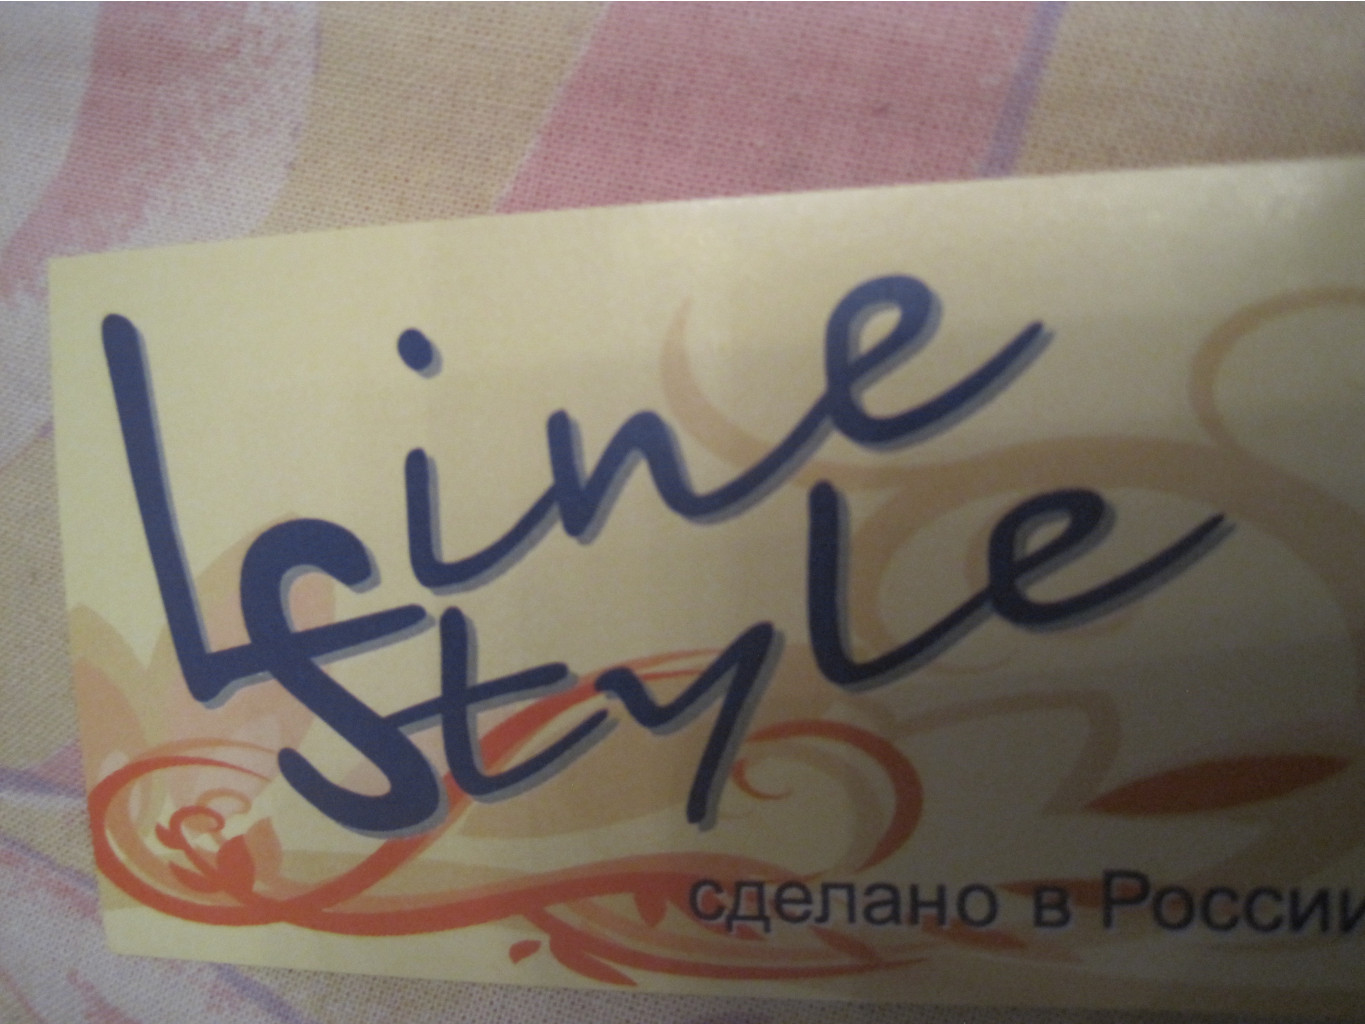 Line
Style
сделано в России